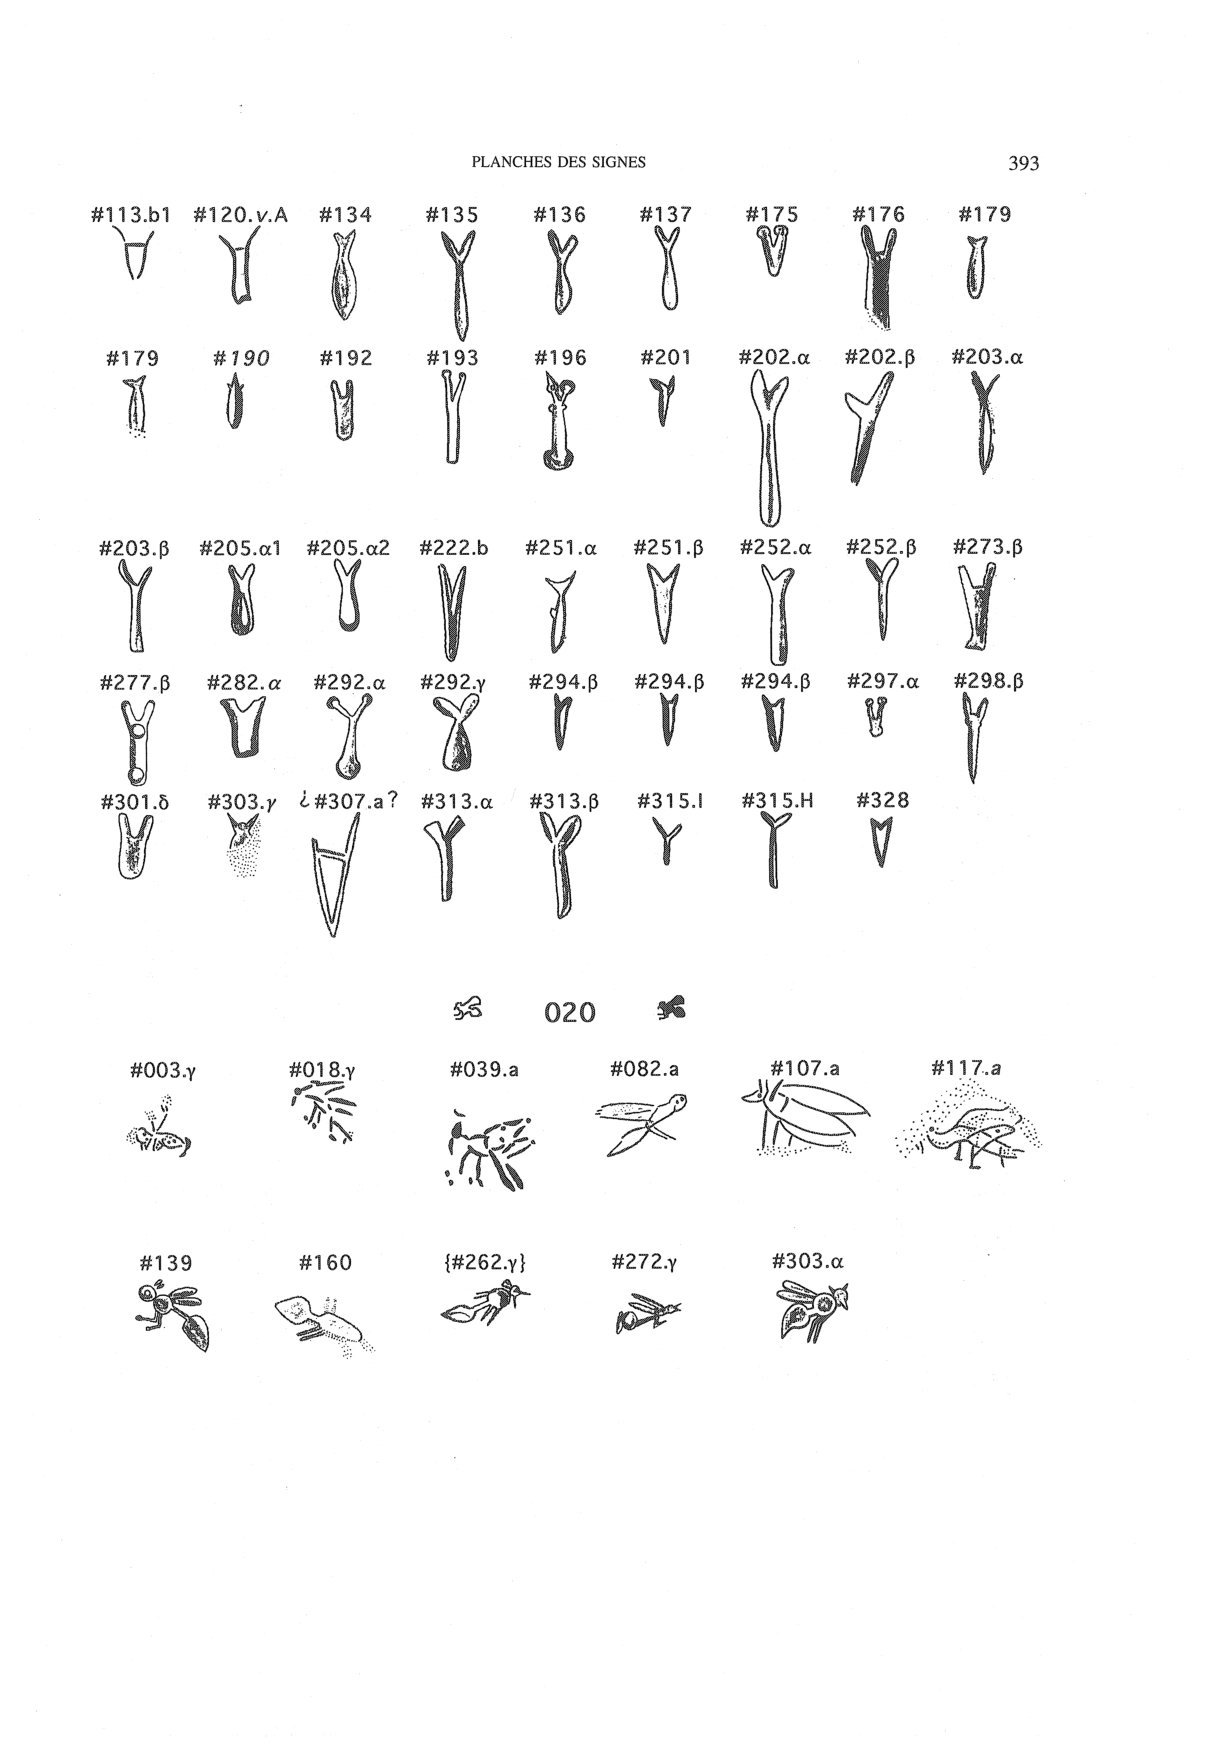 PLANCHES DES SIGNES 393
#113.b1 #120.v.A #134 #135 #136 #137 #175 #176 #179
#179 #190 #192 #193 #196 #201 #202.α #202.β #203.α
#203.β #205.α1 #205.α2 #222.b #251.α #251.β #252.α #252.β #273.β
#277.β #282.α #292.α #292.γ #294.β #294.β #294.β #297.α #298.β
#301.δ #303.γ ¿#307.a? #313.α #313.β #315.I #315.H #328
020
#003.γ #018.γ #039.a #082.a #107.a #117.a
#139 #160 {#262.γ} #272.γ #303.α